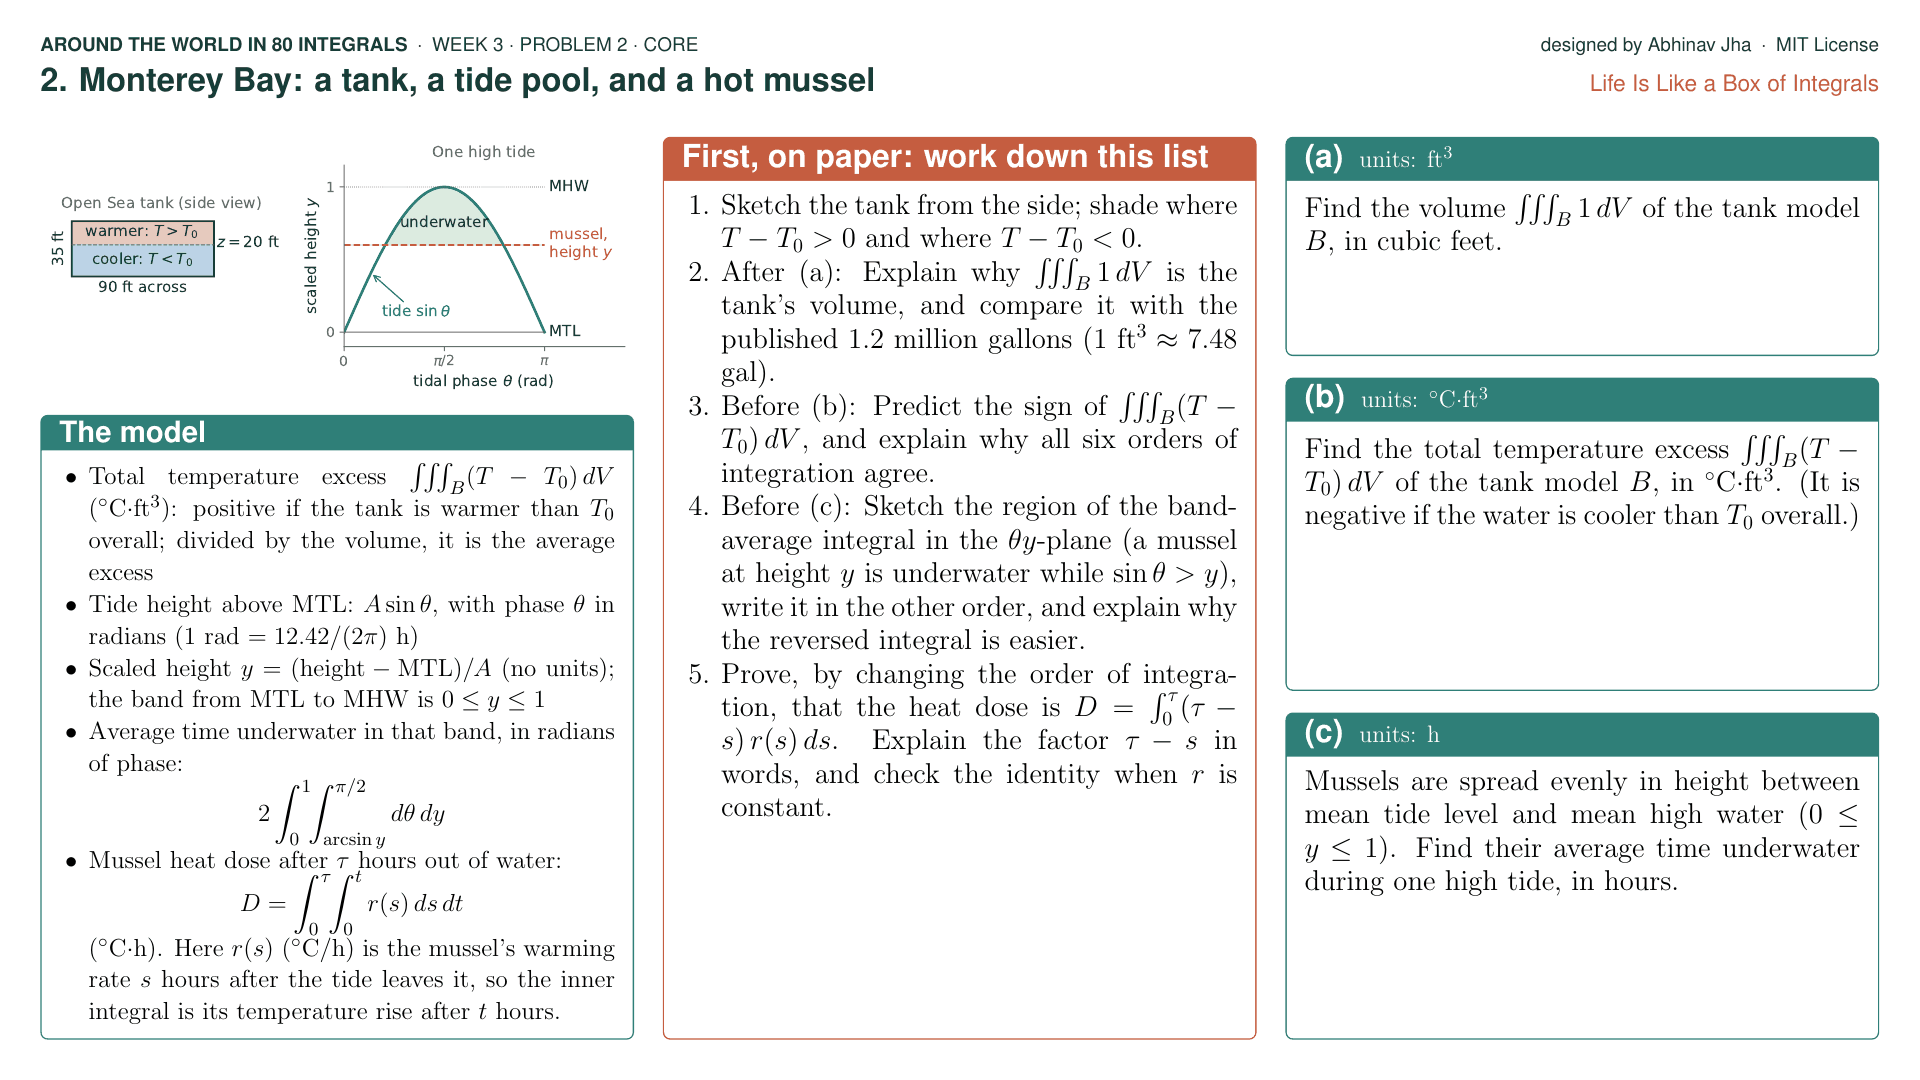 AROUND THE WORLD IN 80 INTEGRALS · WEEK 3 · PROBLEM 2 · CORE
designed by Abhinav Jha · MIT License
2. Monterey Bay: a tank, a tide pool, and a hot mussel
Life Is Like a Box of Integrals
Open Sea tank (side view)
warmer: T > T₀
cooler: T < T₀
z = 20 ft
35 ft
90 ft across
One high tide
1
MHW
underwater
mussel,
height y
scaled height y
tide sin θ
0
MTL
0
π/2
π
tidal phase θ (rad)
The model
• Total temperature excess ∭_B (T − T₀) dV
(°C·ft³): positive if the tank is warmer than T₀
overall; divided by the volume, it is the average
excess
• Tide height above MTL: A sin θ, with phase θ in
radians (1 rad = 12.42/(2π) h)
• Scaled height y = (height − MTL)/A (no units);
the band from MTL to MHW is 0 ≤ y ≤ 1
• Average time underwater in that band, in radians
of phase:
2 ∫₀¹ ∫_{arcsin y}^{π/2} dθ dy
• Mussel heat dose after τ hours out of water:
D = ∫₀^τ ∫₀^t r(s) ds dt
(°C·h). Here r(s) (°C/h) is the mussel's warming
rate s hours after the tide leaves it, so the inner
integral is its temperature rise after t hours.
First, on paper: work down this list
1. Sketch the tank from the side; shade where
T − T₀ > 0 and where T − T₀ < 0.
2. After (a): Explain why ∭_B 1 dV is the
tank's volume, and compare it with the
published 1.2 million gallons (1 ft³ ≈ 7.48
gal).
3. Before (b): Predict the sign of ∭_B (T −
T₀) dV, and explain why all six orders of
integration agree.
4. Before (c): Sketch the region of the band-
average integral in the θy-plane (a mussel
at height y is underwater while sin θ > y),
write it in the other order, and explain why
the reversed integral is easier.
5. Prove, by changing the order of integra-
tion, that the heat dose is D = ∫₀^τ (τ −
s) r(s) ds. Explain the factor τ − s in
words, and check the identity when r is
constant.
(a) units: ft³
Find the volume ∭_B 1 dV of the tank model
B, in cubic feet.
(b) units: °C·ft³
Find the total temperature excess ∭_B (T −
T₀) dV of the tank model B, in °C·ft³. (It is
negative if the water is cooler than T₀ overall.)
(c) units: h
Mussels are spread evenly in height between
mean tide level and mean high water (0 ≤
y ≤ 1). Find their average time underwater
during one high tide, in hours.